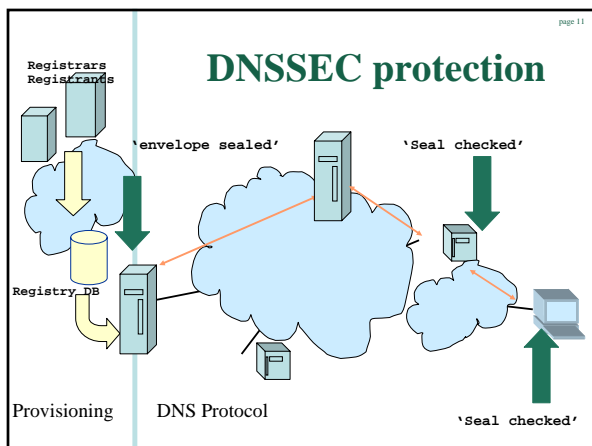 page 11
DNSSEC protection
Registrars
Registrants
‘envelope sealed’
‘Seal checked’
Registry DB
Provisioning
DNS Protocol
‘Seal checked’